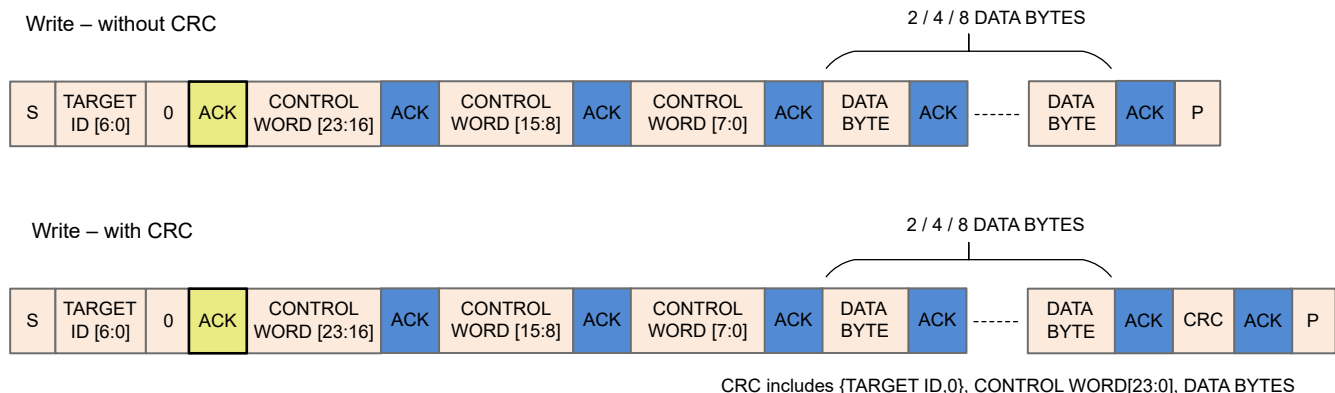 Write – without CRC
2 / 4 / 8 DATA BYTES
S TARGET ID [6:0] 0 ACK CONTROL WORD [23:16] ACK CONTROL WORD [15:8] ACK CONTROL WORD [7:0] ACK DATA BYTE ACK ------ DATA BYTE ACK P
Write – with CRC
2 / 4 / 8 DATA BYTES
S TARGET ID [6:0] 0 ACK CONTROL WORD [23:16] ACK CONTROL WORD [15:8] ACK CONTROL WORD [7:0] ACK DATA BYTE ACK ------ DATA BYTE ACK CRC ACK P
CRC includes {TARGET ID,0}, CONTROL WORD[23:0], DATA BYTES